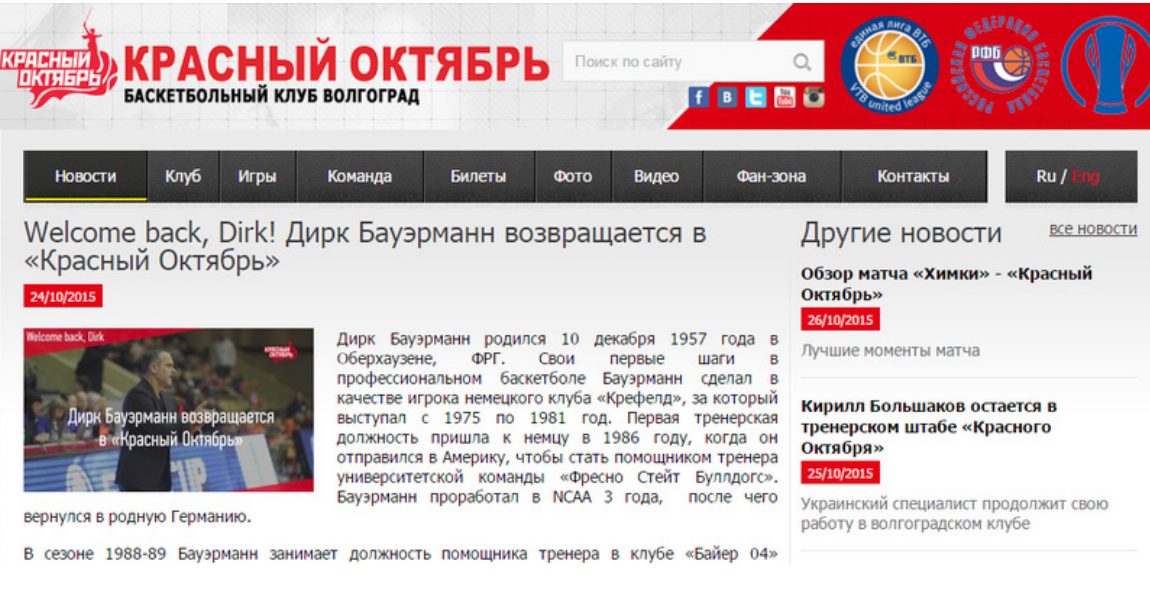 КРАСНЫЙ
ОКТЯБРЬ
КРАСНЫЙ ОКТЯБРЬ
БАСКЕТБОЛЬНЫЙ КЛУБ ВОЛГОГРАД
Поиск по сайту
единая лига ВТБ
ВТБ
VTB united league
РОССИЙСКАЯ ФЕДЕРАЦИЯ БАСКЕТБОЛА
РФБ
Новости Клуб Игры Команда Билеты Фото Видео Фан-зона Контакты Ru / Eng
Welcome back, Dirk! Дирк Бауэрманн возвращается в
«Красный Октябрь»
24/10/2015
Welcome back, Dirk
КРАСНЫЙ
ОКТЯБРЬ
Дирк Бауэрманн возвращается
в «Красный Октябрь»
Дирк Бауэрманн родился 10 декабря 1957 года в
Оберхаузене, ФРГ. Свои первые шаги в
профессиональном баскетболе Бауэрманн сделал в
качестве игрока немецкого клуба «Крефелд», за который
выступал с 1975 по 1981 год. Первая тренерская
должность пришла к немцу в 1986 году, когда он
отправился в Америку, чтобы стать помощником тренера
университетской команды «Фресно Стейт Буллдогс».
Бауэрманн проработал в NCAA 3 года, после чего
вернулся в родную Германию.
В сезоне 1988-89 Бауэрманн занимает должность помощника тренера в клубе «Байер 04»
Другие новости
все новости
Обзор матча «Химки» - «Красный
Октябрь»
26/10/2015
Лучшие моменты матча
Кирилл Большаков остается в
тренерском штабе «Красного
Октября»
25/10/2015
Украинский специалист продолжит свою
работу в волгоградском клубе